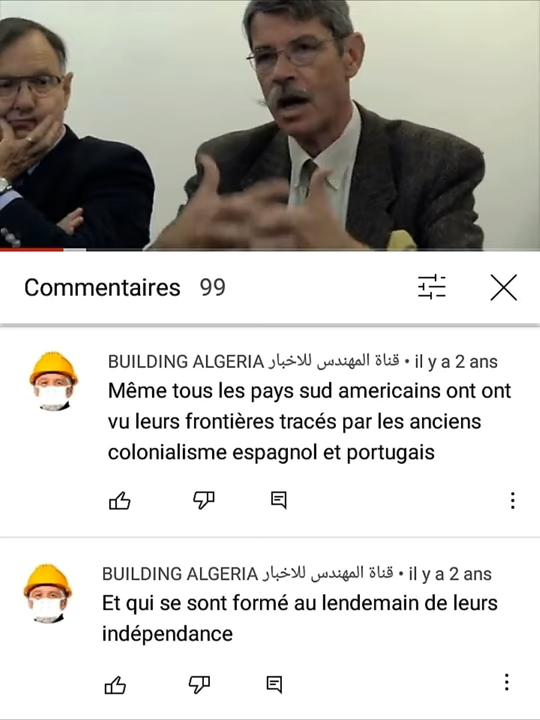 Commentaires 99
BUILDING ALGERIA قناة المهندس للاخبار • il y a 2 ans
Même tous les pays sud americains ont ont
vu leurs frontières tracés par les anciens
colonialisme espagnol et portugais
BUILDING ALGERIA قناة المهندس للاخبار • il y a 2 ans
Et qui se sont formé au lendemain de leurs
indépendance